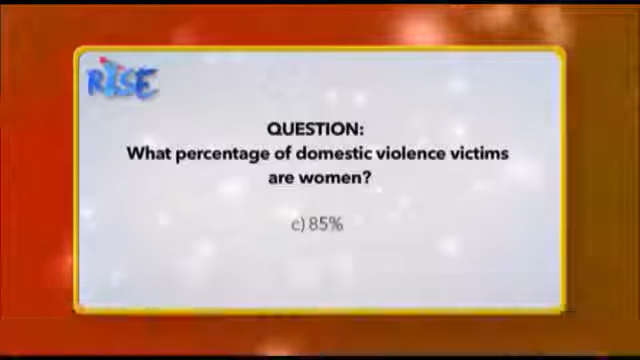 RISE
QUESTION:
What percentage of domestic violence victims
are women?
c) 85%